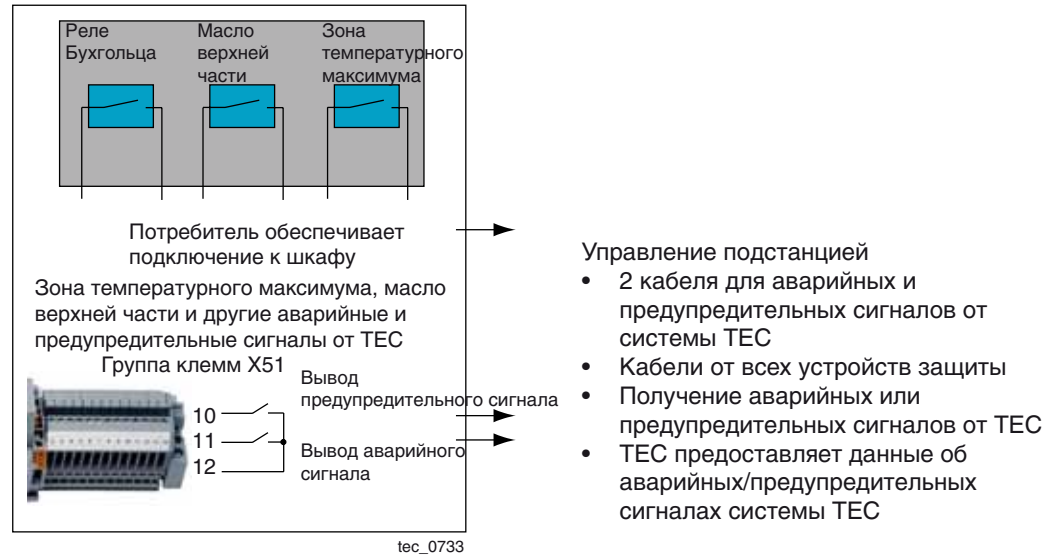 Реле Бухгольца
Масло верхней части
Зона температурного максимума
Потребитель обеспечивает
подключение к шкафу
Зона температурного максимума, масло
верхней части и другие аварийные и
предупредительные сигналы от TEC
Группа клемм X51
10
11
12
Вывод
предупредительного сигнала
Вывод аварийного
сигнала
tec_0733
Управление подстанцией
• 2 кабеля для аварийных и
предупредительных сигналов от
системы TEC
• Кабели от всех устройств защиты
• Получение аварийных или
предупредительных сигналов от TEC
• TEC предоставляет данные об
аварийных/предупредительных
сигналах системы TEC